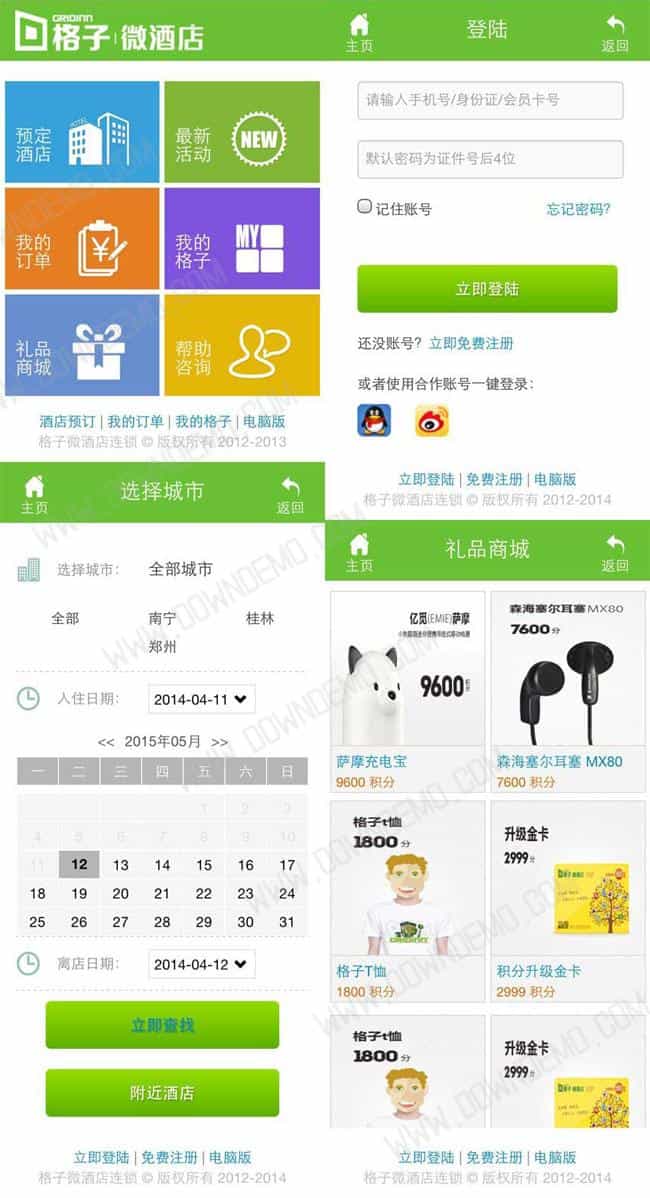 GRIDINN
格子 | 微酒店
预定
酒店
HOTEL
最新
活动
NEW
我的
订单
¥
我的
格子
MY
礼品
商城
帮助
咨询
酒店预订 | 我的订单 | 我的格子 | 电脑版
格子微酒店连锁 © 版权所有 2012-2013
主页
登陆
返回
请输入手机号/身份证/会员卡号
默认密码为证件号后4位
记住账号
忘记密码?
立即登陆
还没账号? 立即免费注册
或者使用合作账号一键登录:
立即登陆 | 免费注册 | 电脑版
格子微酒店连锁 © 版权所有 2012-2014
主页
选择城市
返回
选择城市: 全部城市
全部 南宁 桂林
郑州
入住日期: 2014-04-11
<< 2015年05月 >>
一 二 三 四 五 六 日
1 2 3
4 5 6 7 8 9 10
11 12 13 14 15 16 17
18 19 20 21 22 23 24
25 26 27 28 29 30 31
离店日期: 2014-04-12
立即查找
附近酒店
立即登陆 | 免费注册 | 电脑版
格子微酒店连锁 © 版权所有 2012-2014
主页
礼品商城
返回
亿觅(EMIE)萨摩
9600积分
萨摩充电宝
9600 积分
森海塞尔耳塞MX80
7600分
森海尔耳塞 MX80
7600 积分
格子t恤
1800 分
格子T恤
1800 积分
升级金卡
2999分
积分升级金卡
2999 积分
格子t恤
1800 分
升级金卡
2999分
立即登陆 | 免费注册 | 电脑版
格子微酒店连锁 © 版权所有 2012-2014
WWW.DOWNDEMO.COM